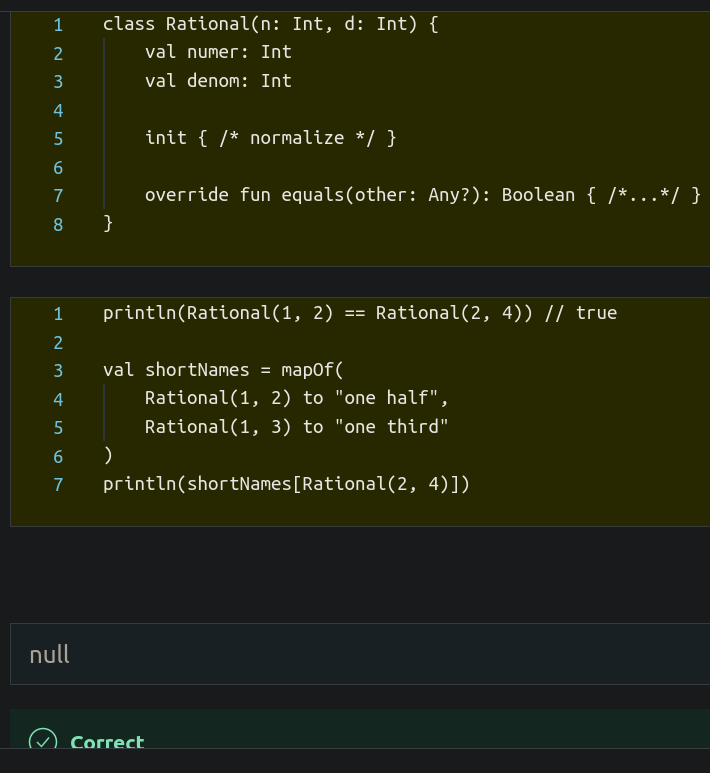 1 class Rational(n: Int, d: Int) {
2 val numer: Int
3 val denom: Int
4
5 init { /* normalize */ }
6
7 override fun equals(other: Any?): Boolean { /*...*/ }
8 }
1 println(Rational(1, 2) == Rational(2, 4)) // true
2
3 val shortNames = mapOf(
4 Rational(1, 2) to "one half",
5 Rational(1, 3) to "one third"
6 )
7 println(shortNames[Rational(2, 4)])
null
Correct